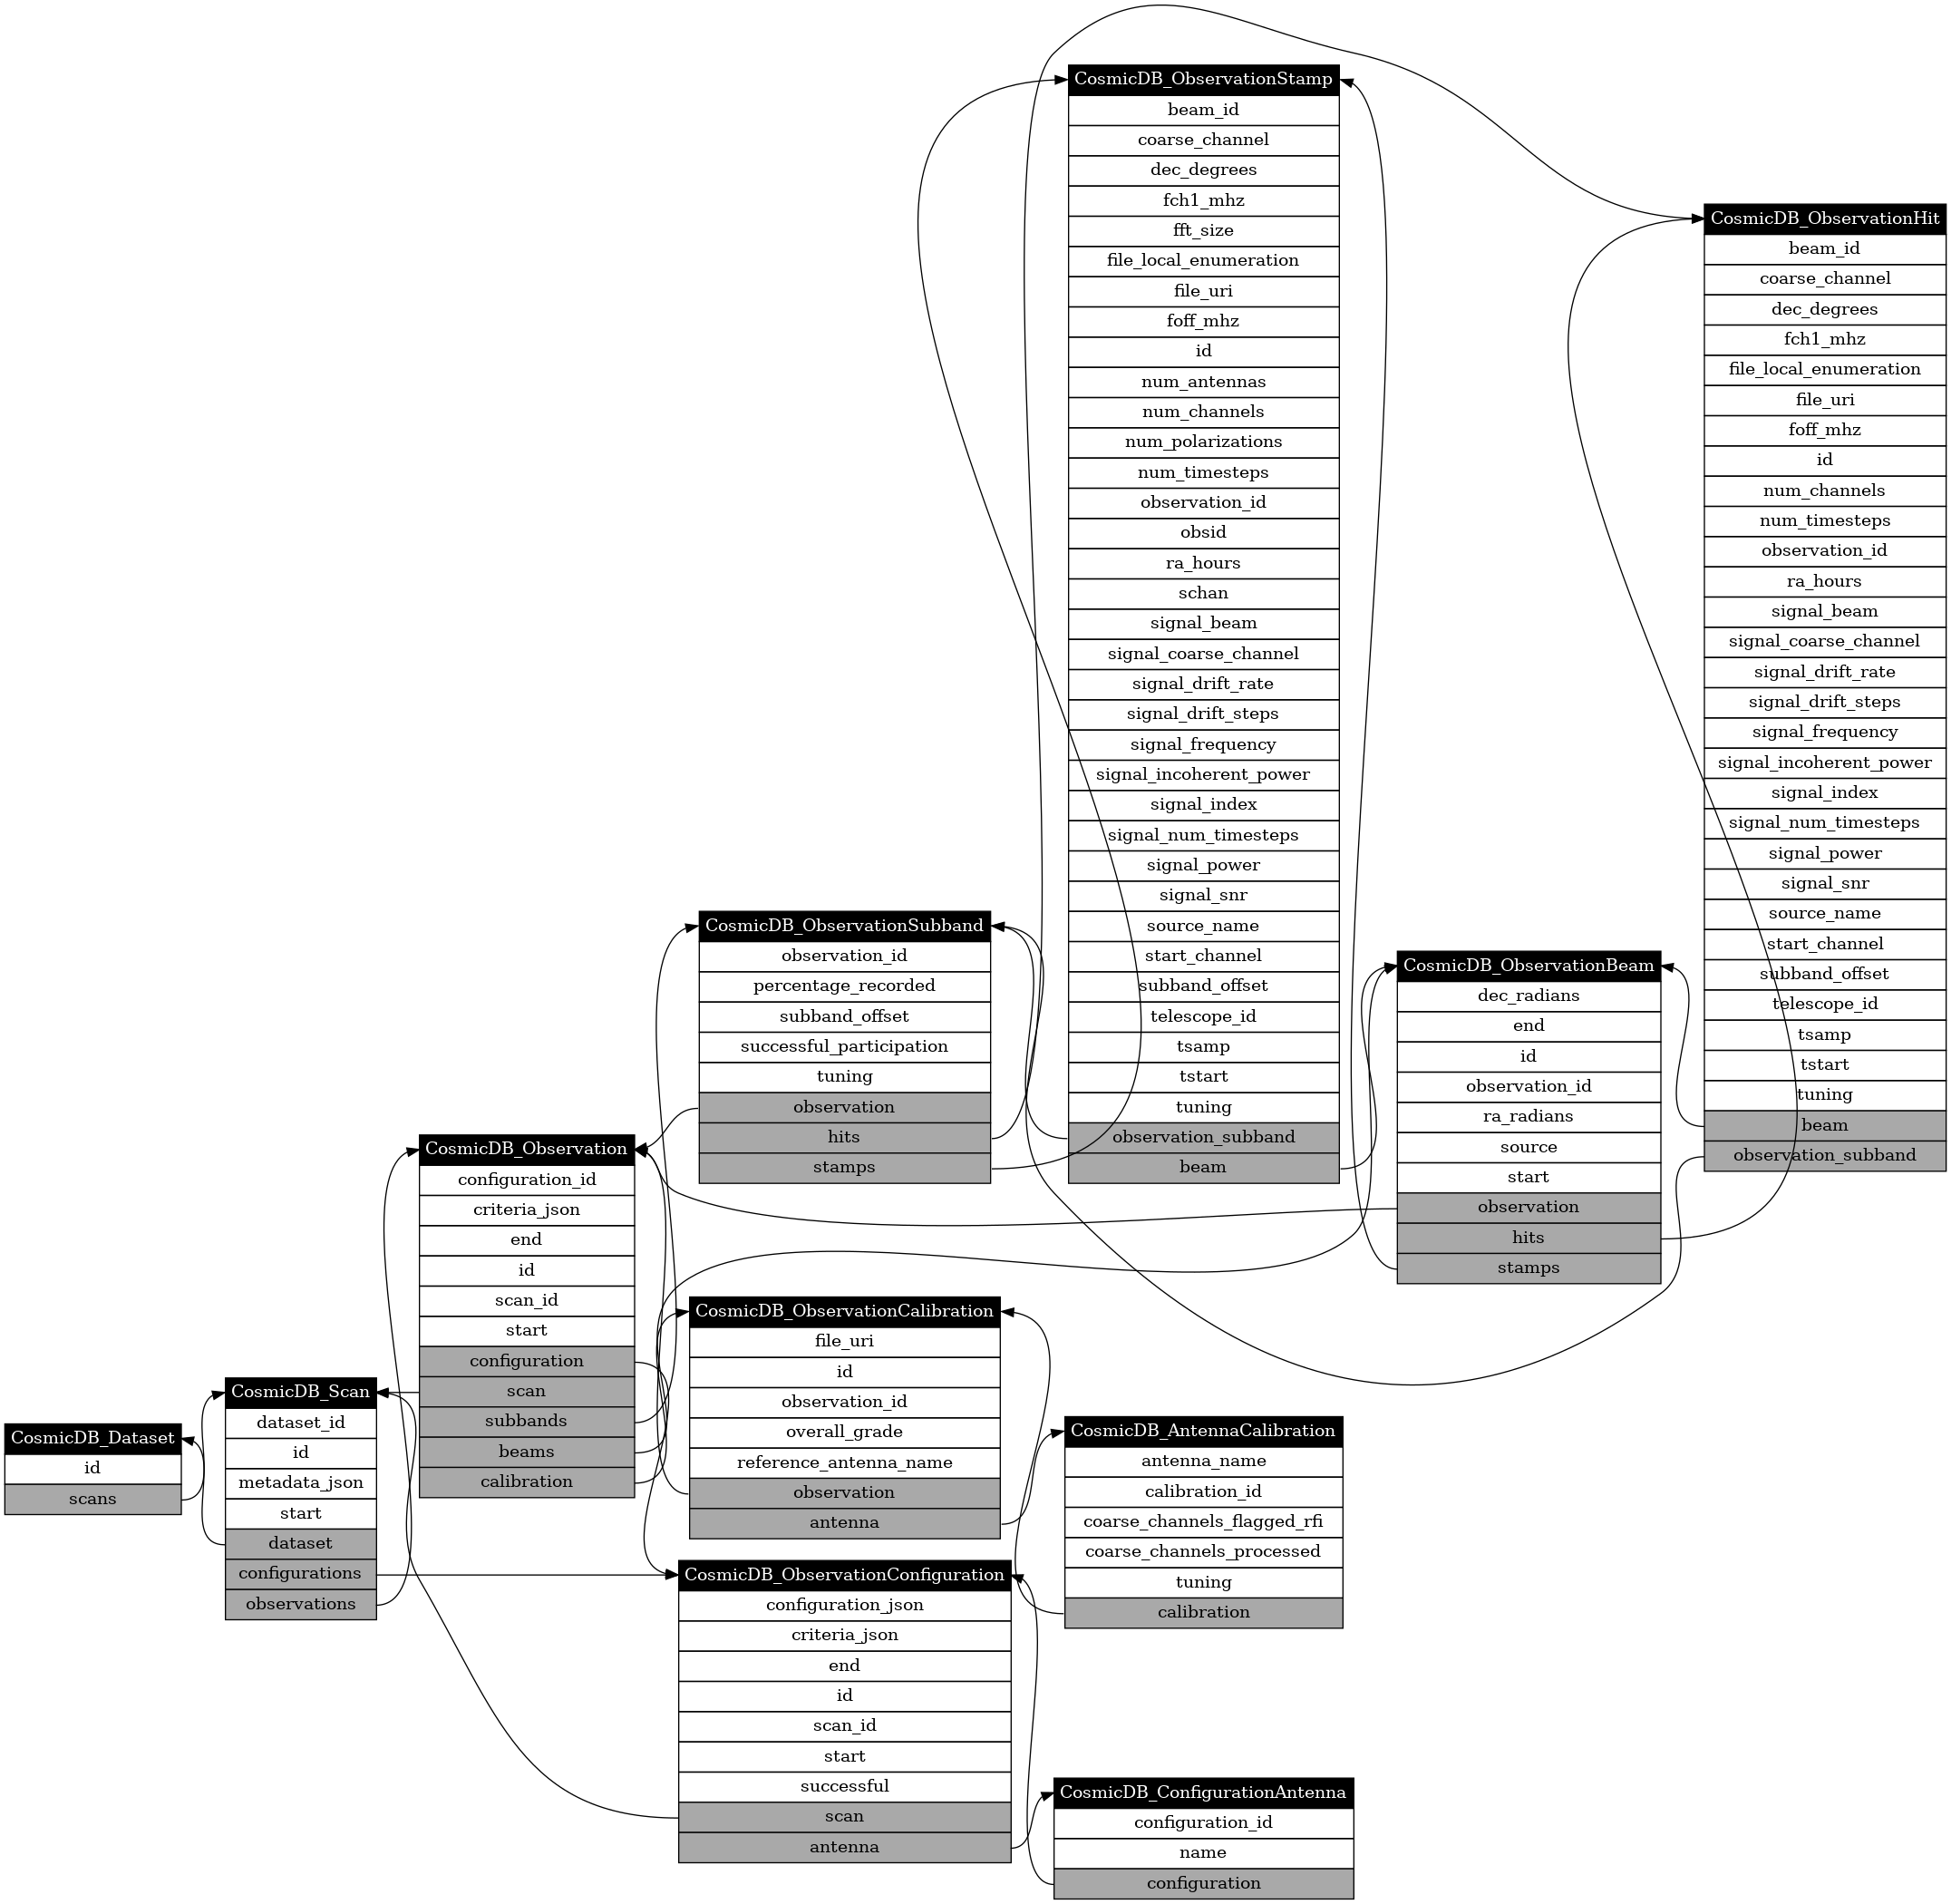 CosmicDB_ObservationStamp
beam_id
coarse_channel
dec_degrees
fch1_mhz
fft_size
file_local_enumeration
file_uri
foff_mhz
id
num_antennas
num_channels
num_polarizations
num_timesteps
observation_id
obsid
ra_hours
schan
signal_beam
signal_coarse_channel
signal_drift_rate
signal_drift_steps
signal_frequency
signal_incoherent_power
signal_index
signal_num_timesteps
signal_power
signal_snr
source_name
start_channel
subband_offset
telescope_id
tsamp
tstart
tuning
observation_subband
beam
CosmicDB_ObservationHit
beam_id
coarse_channel
dec_degrees
fch1_mhz
file_local_enumeration
file_uri
foff_mhz
id
num_channels
num_timesteps
observation_id
ra_hours
signal_beam
signal_coarse_channel
signal_drift_rate
signal_drift_steps
signal_frequency
signal_incoherent_power
signal_index
signal_num_timesteps
signal_power
signal_snr
source_name
start_channel
subband_offset
telescope_id
tsamp
tstart
tuning
beam
observation_subband
CosmicDB_ObservationSubband
observation_id
percentage_recorded
subband_offset
successful_participation
tuning
observation
hits
stamps
CosmicDB_ObservationBeam
dec_radians
end
id
observation_id
ra_radians
source
start
observation
hits
stamps
CosmicDB_Observation
configuration_id
criteria_json
end
id
scan_id
start
configuration
scan
subbands
beams
calibration
CosmicDB_ObservationCalibration
file_uri
id
observation_id
overall_grade
reference_antenna_name
observation
antenna
CosmicDB_Scan
dataset_id
id
metadata_json
start
dataset
configurations
observations
CosmicDB_Dataset
id
scans
CosmicDB_AntennaCalibration
antenna_name
calibration_id
coarse_channels_flagged_rfi
coarse_channels_processed
tuning
calibration
CosmicDB_ObservationConfiguration
configuration_json
criteria_json
end
id
scan_id
start
successful
scan
antenna
CosmicDB_ConfigurationAntenna
configuration_id
name
configuration